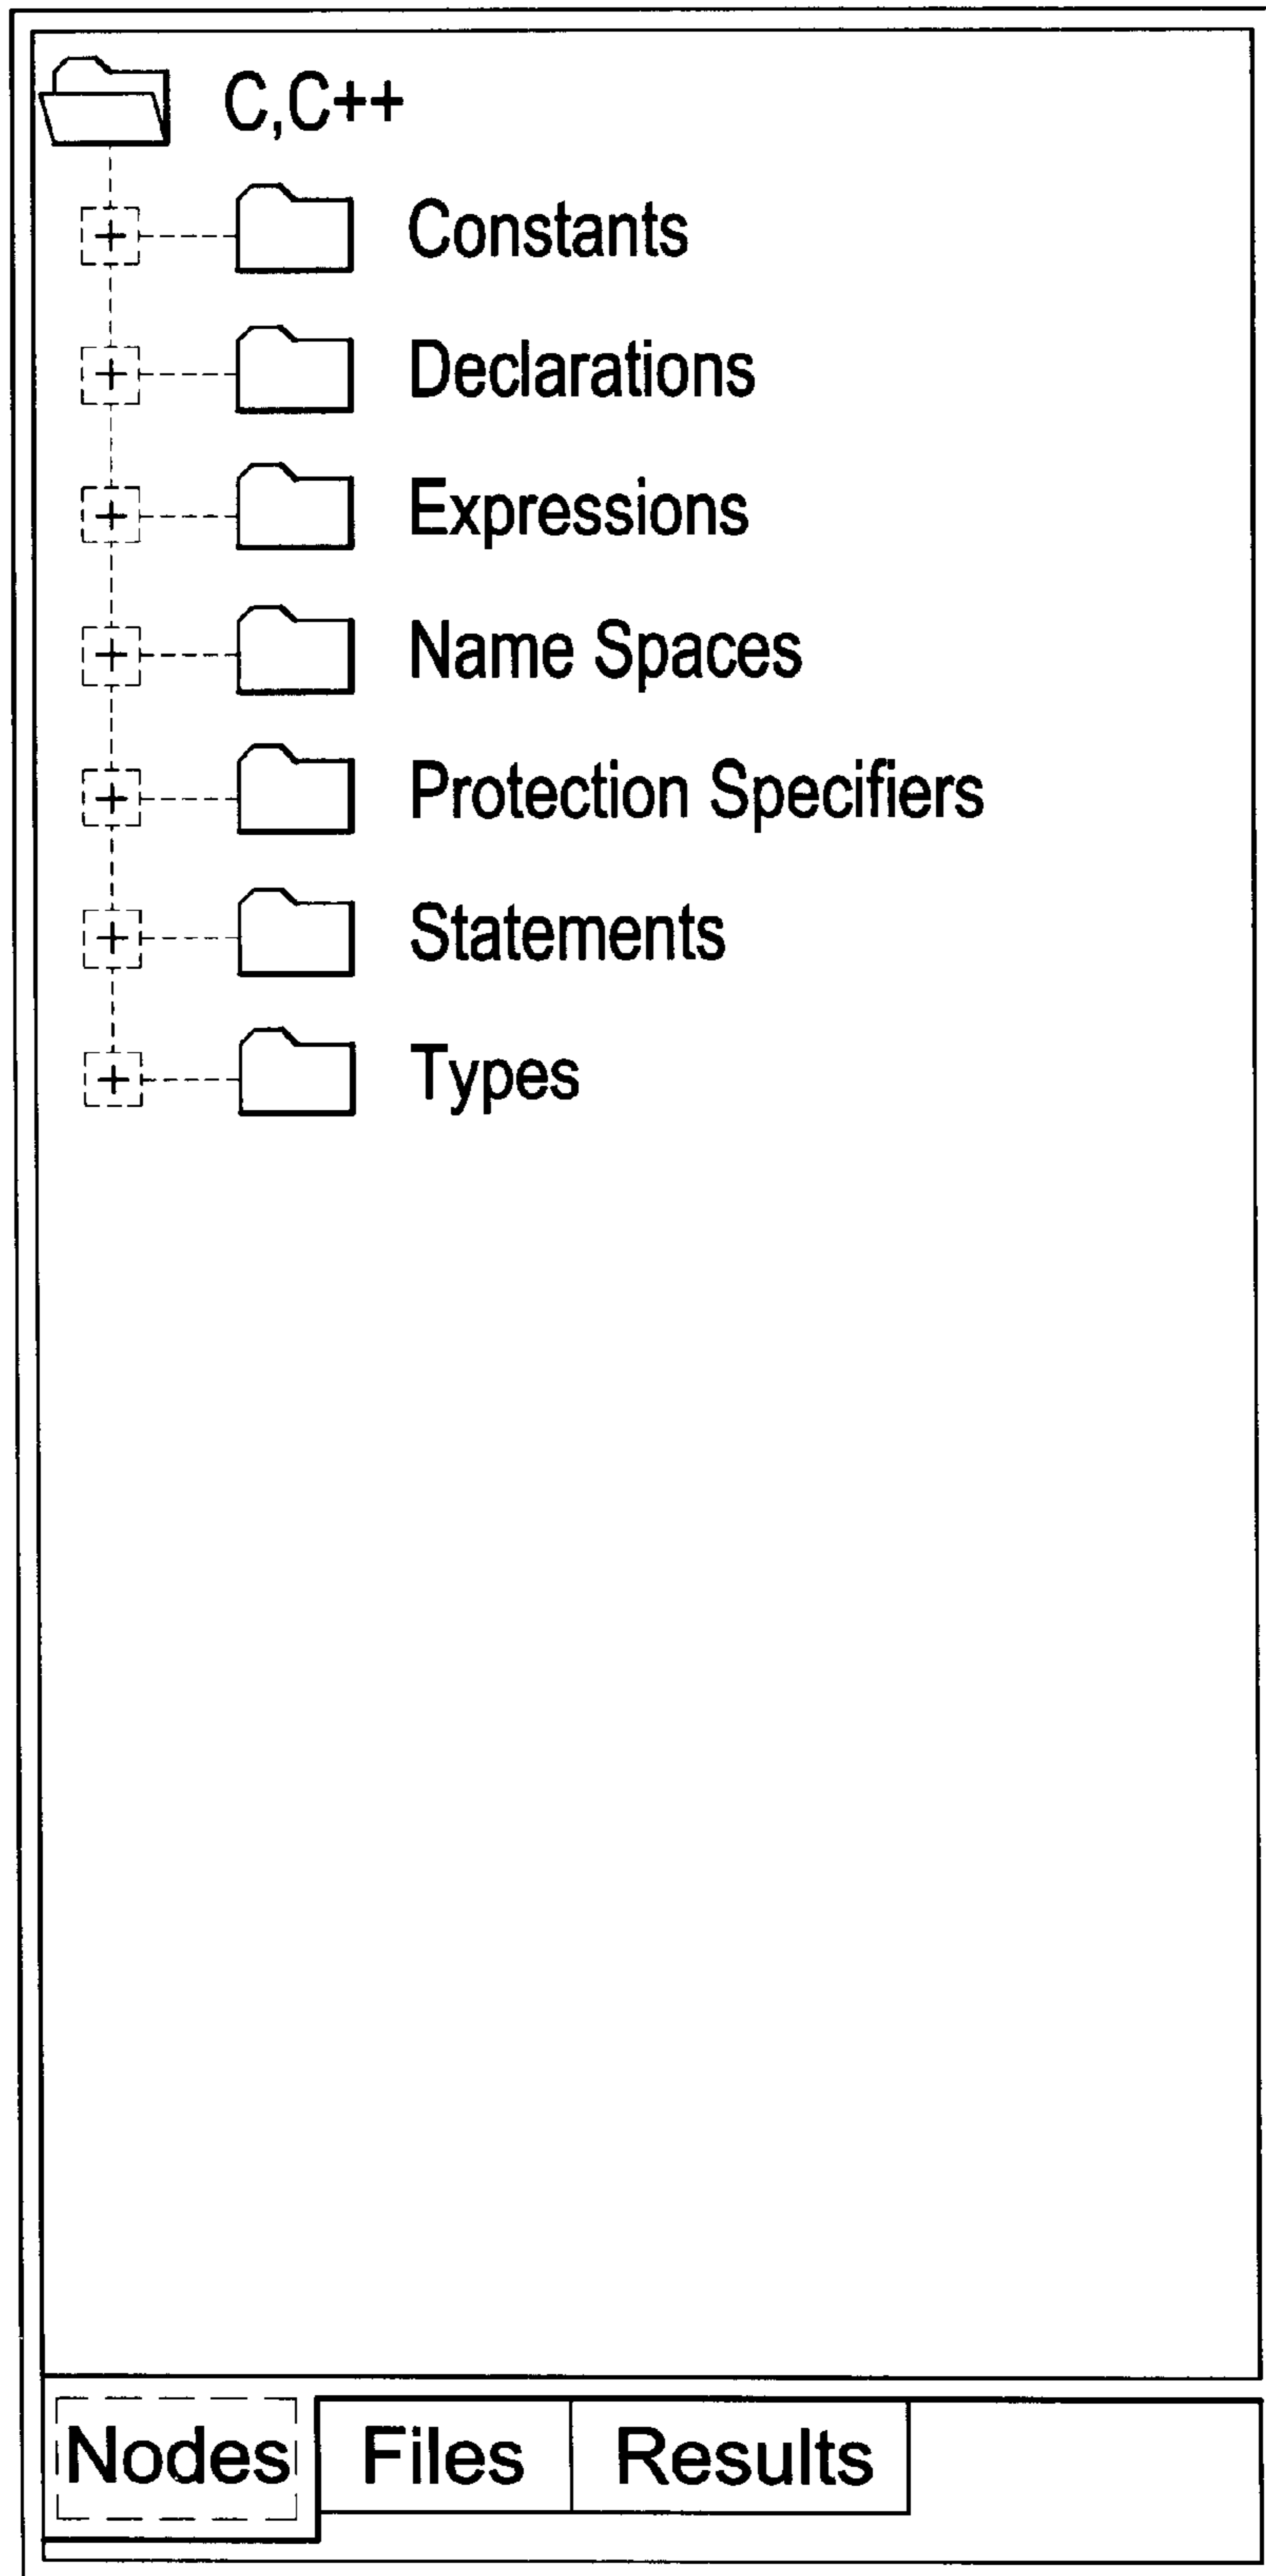 C,C++
Constants
Declarations
Expressions
Name Spaces
Protection Specifiers
Statements
Types
Nodes Files Results